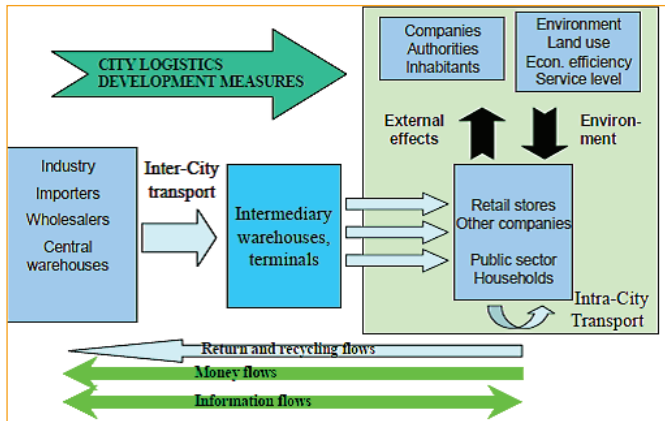 CITY LOGISTICS
DEVELOPMENT MEASURES
Companies
Authorities
Inhabitants
Environment
Land use
Econ. efficiency
Service level
External
effects
Environ-
ment
Industry
Importers
Wholesalers
Central
warehouses
Inter-City
transport
Intermediary
warehouses,
terminals
Retail stores
Other companies
Public sector
Households
Intra-City
Transport
Return and recycling flows
Money flows
Information flows